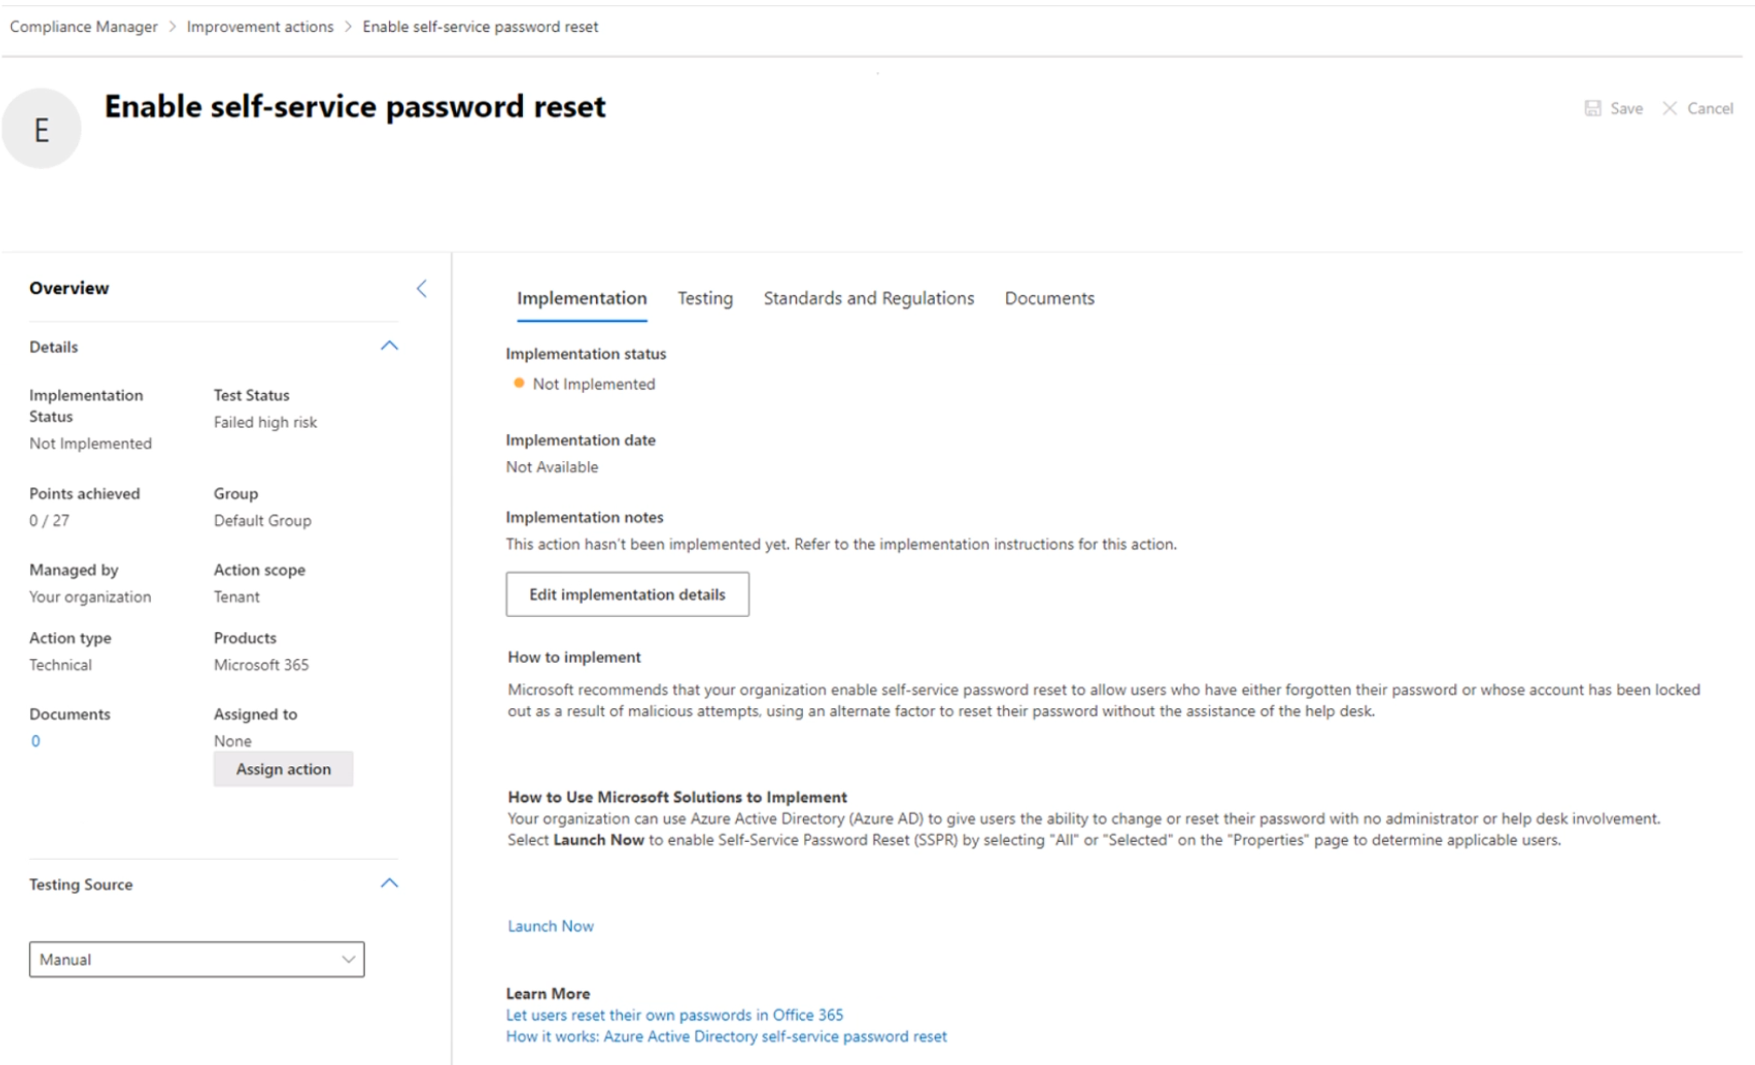 Compliance Manager > Improvement actions > Enable self-service password reset
E
Enable self-service password reset
Save
Cancel
Overview
Details
Implementation
Status
Not Implemented
Test Status
Failed high risk
Points achieved
0 / 27
Group
Default Group
Managed by
Your organization
Action scope
Tenant
Action type
Technical
Products
Microsoft 365
Documents
0
Assigned to
None
Assign action
Testing Source
Manual
Implementation
Testing
Standards and Regulations
Documents
Implementation status
Not Implemented
Implementation date
Not Available
Implementation notes
This action hasn't been implemented yet. Refer to the implementation instructions for this action.
Edit implementation details
How to implement
Microsoft recommends that your organization enable self-service password reset to allow users who have either forgotten their password or whose account has been locked
out as a result of malicious attempts, using an alternate factor to reset their password without the assistance of the help desk.
How to Use Microsoft Solutions to Implement
Your organization can use Azure Active Directory (Azure AD) to give users the ability to change or reset their password with no administrator or help desk involvement.
Select Launch Now to enable Self-Service Password Reset (SSPR) by selecting "All" or "Selected" on the "Properties" page to determine applicable users.
Launch Now
Learn More
Let users reset their own passwords in Office 365
How it works: Azure Active Directory self-service password reset